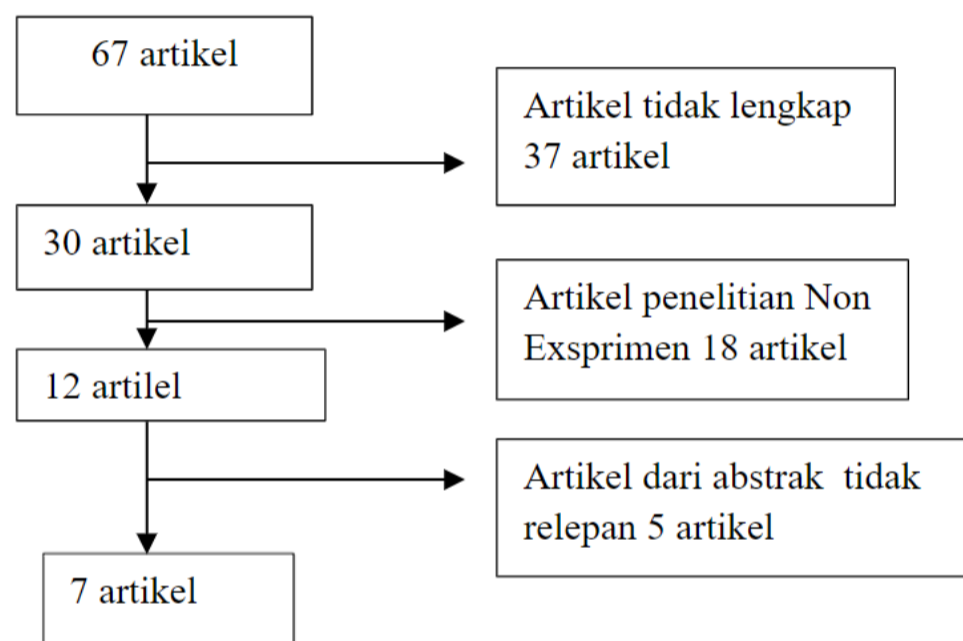 67 artikel
Artikel tidak lengkap
37 artikel
30 artikel
Artikel penelitian Non
Exsprimen 18 artikel
12 artilel
Artikel dari abstrak  tidak
relepan 5 artikel
7 artikel